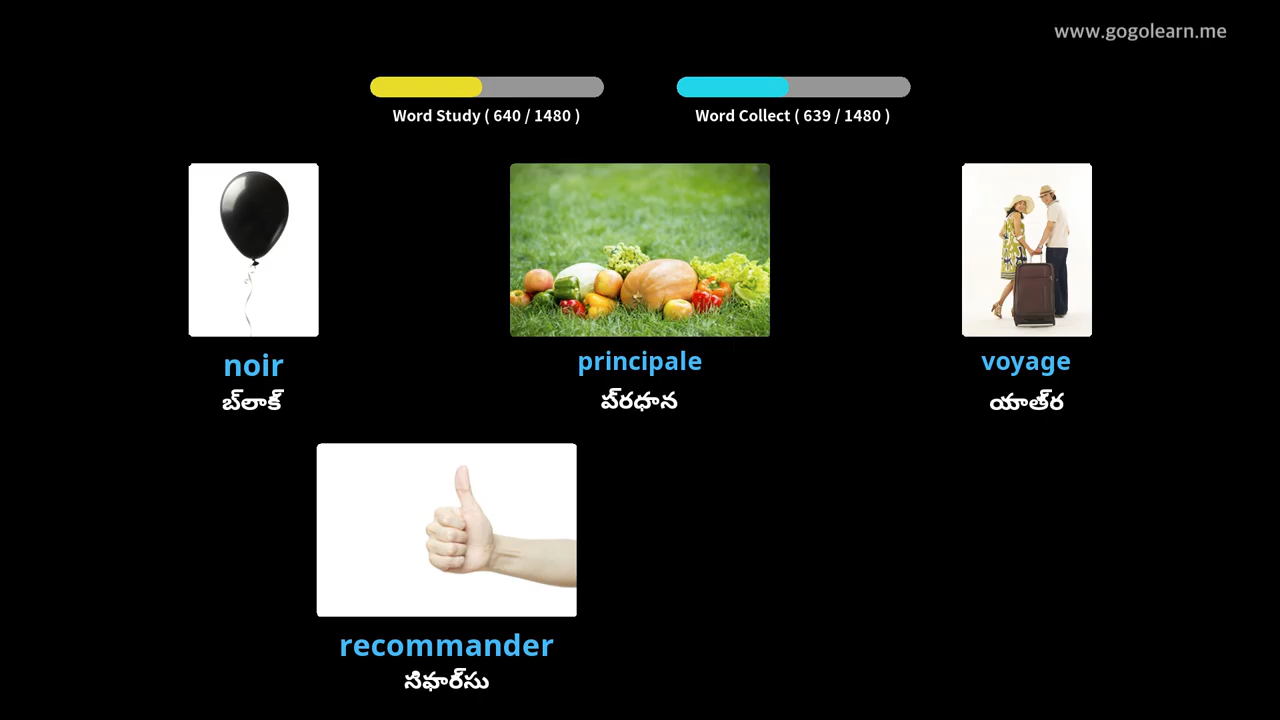 www.gogolearn.me
Word Study ( 640 / 1480 )
Word Collect ( 639 / 1480 )
noir
బ్‌లాక్
principale
ప్‌రధాన
voyage
యాత్‌ర
recommander
సిఫార్‌సు